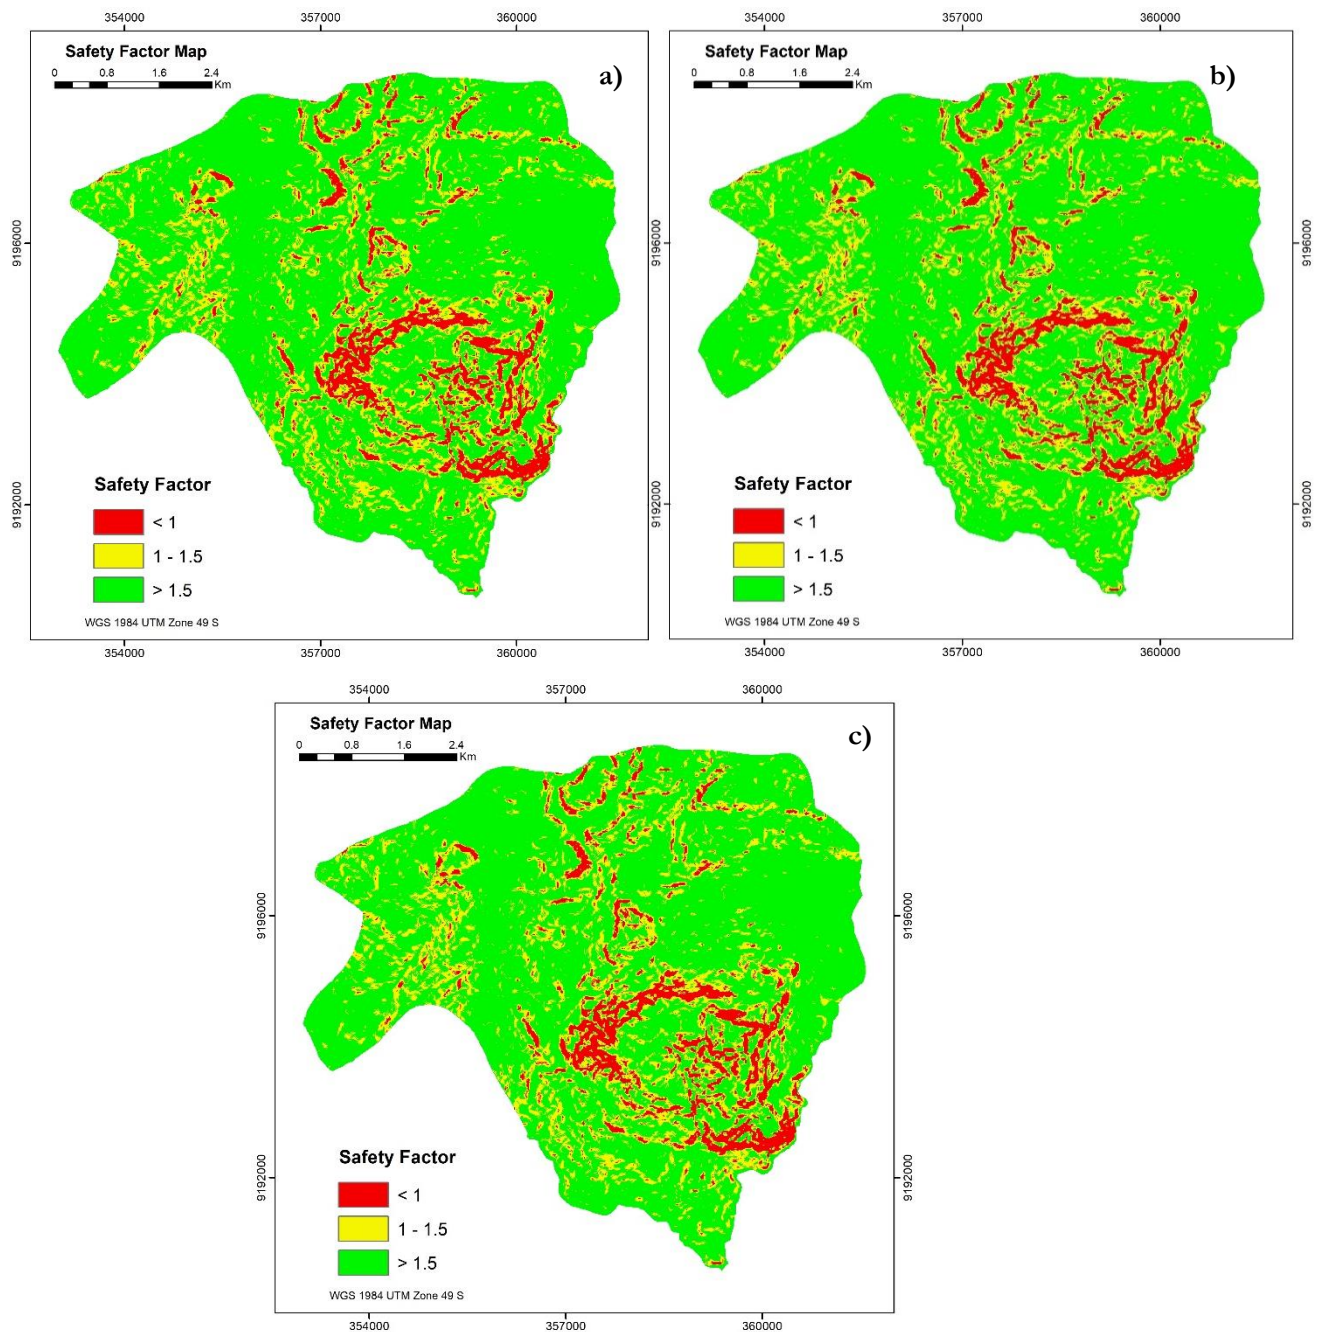 354000 357000 360000
Safety Factor Map
0 0.8 1.6 2.4
Km
a)
9196000 9196000
9192000 9192000
Safety Factor
< 1
1 - 1.5
> 1.5
WGS 1984 UTM Zone 49 S
354000 357000 360000
354000 357000 360000
Safety Factor Map
0 0.8 1.6 2.4
Km
b)
9196000
9192000
Safety Factor
< 1
1 - 1.5
> 1.5
WGS 1984 UTM Zone 49 S
354000 357000 360000
354000 357000 360000
Safety Factor Map
0 0.8 1.6 2.4
Km
c)
9196000 9196000
9192000 9192000
Safety Factor
< 1
1 - 1.5
> 1.5
WGS 1984 UTM Zone 49 S
354000 357000 360000